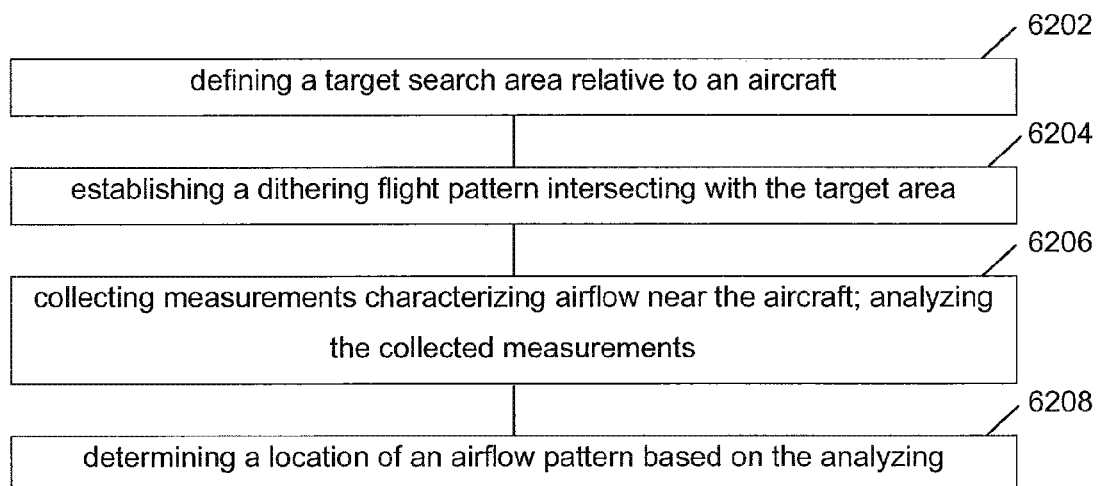 6202
defining a target search area relative to an aircraft
6204
establishing a dithering flight pattern intersecting with the target area
6206
collecting measurements characterizing airflow near the aircraft; analyzing
the collected measurements
6208
determining a location of an airflow pattern based on the analyzing